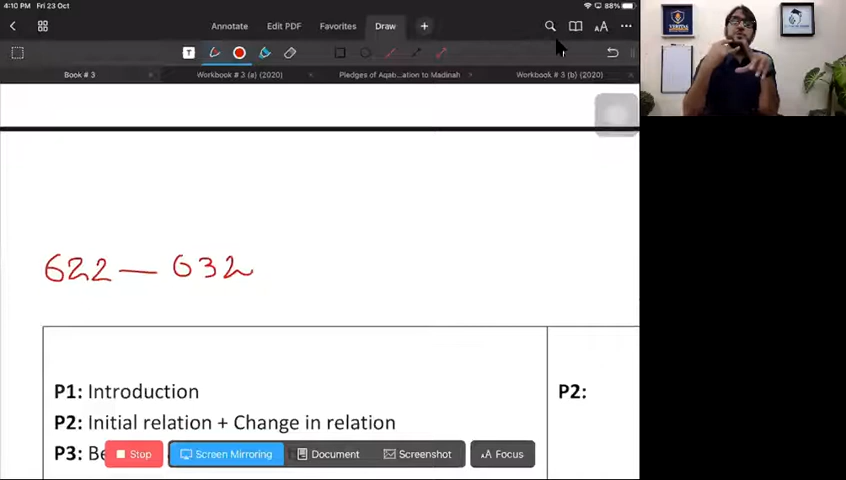 4:10 PM Fri 23 Oct 88%
Annotate Edit PDF Favorites Draw
T
Book # 3 Workbook # 3 (a) (2020) Pledges of Aqab...ation to Madinah Workbook # 3 (b) (2020)
622 — 632
P1: Introduction P2:
P2: Initial relation + Change in relation
P3: Be
Stop Screen Mirroring Document Screenshot AA Focus